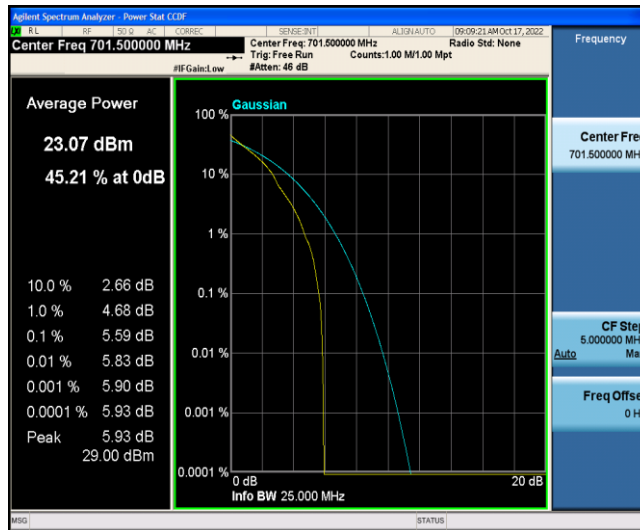 Agilent Spectrum Analyzer - Power Stat CCDF
RL RF 50 Ω AC CORREC SENSE:INT ALIGNAUTO 09:09:21 AM Oct 17, 2022
Center Freq 701.500000 MHz
Center Freq: 701.500000 MHz Radio Std: None
Trig: Free Run Counts:1.00 M/1.00 Mpt
#IFGain:Low #Atten: 46 dB
Frequency
Average Power
23.07 dBm
45.21 % at 0dB
10.0 % 2.66 dB
1.0 % 4.68 dB
0.1 % 5.59 dB
0.01 % 5.83 dB
0.001 % 5.90 dB
0.0001 % 5.93 dB
Peak 5.93 dB
29.00 dBm
Gaussian
100 %
10 %
1 %
0.1 %
0.01 %
0.001 %
0.0001 %
0 dB 20 dB
Info BW 25.000 MHz
Center Fre
701.500000 MH
CF Step
5.000000 MH
Auto Ma
Freq Offse
0 H
MSG STATUS